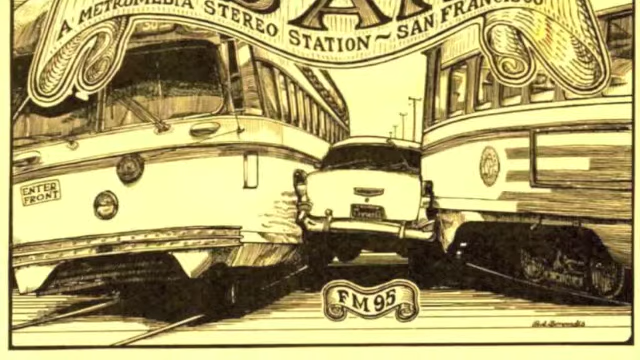 A METROMEDIA STEREO STATION ~ SAN FRANCISCO
ENTER
FRONT
FM 95